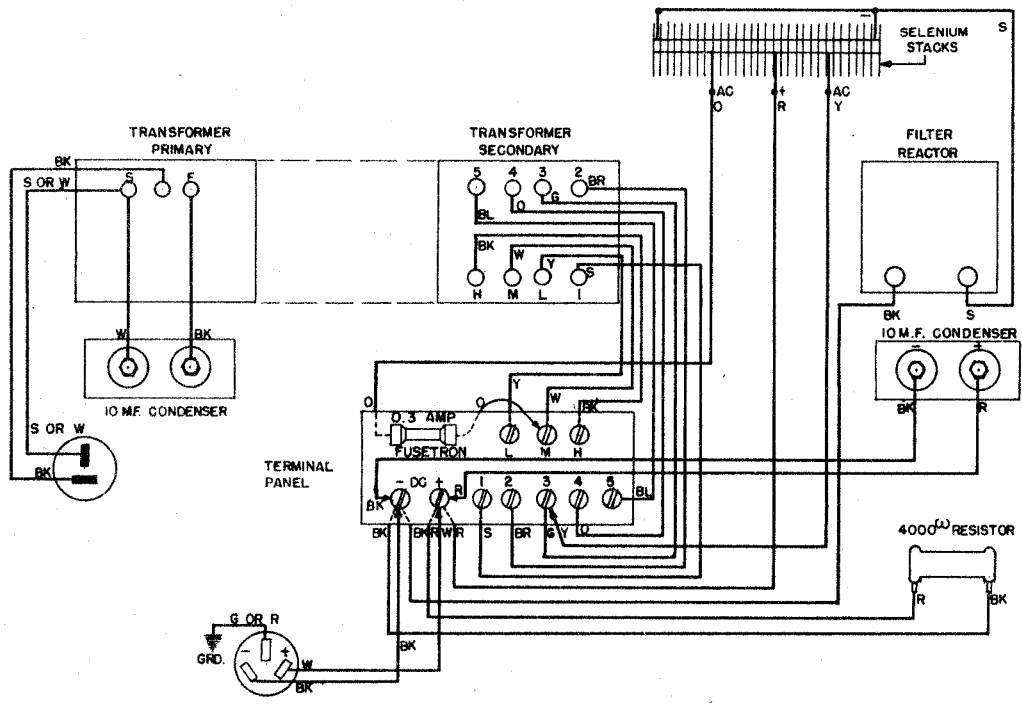 S
–
SELENIUM
STACKS
AC
O
+
R
AC
Y
TRANSFORMER
PRIMARY
TRANSFORMER
SECONDARY
FILTER
REACTOR
BK
S OR W
S
F
5
4
3
2
BR
BL
O
G
BK
W
Y
S
H
M
L
1
BK
S
10 M.F. CONDENSER
–
+
BK
R
W
BK
10 MF. CONDENSER
S OR W
BK
O
O
Y
W
BK
0.3 AMP
FUSETRON
L
M
H
TERMINAL
PANEL
– DC +
R
1
2
3
4
5
BL
BK
BK
BK
R
W
R
S
BR
G
Y
O
4000ω RESISTOR
R
BK
G OR R
GRD.
–
+
W
BK
BK